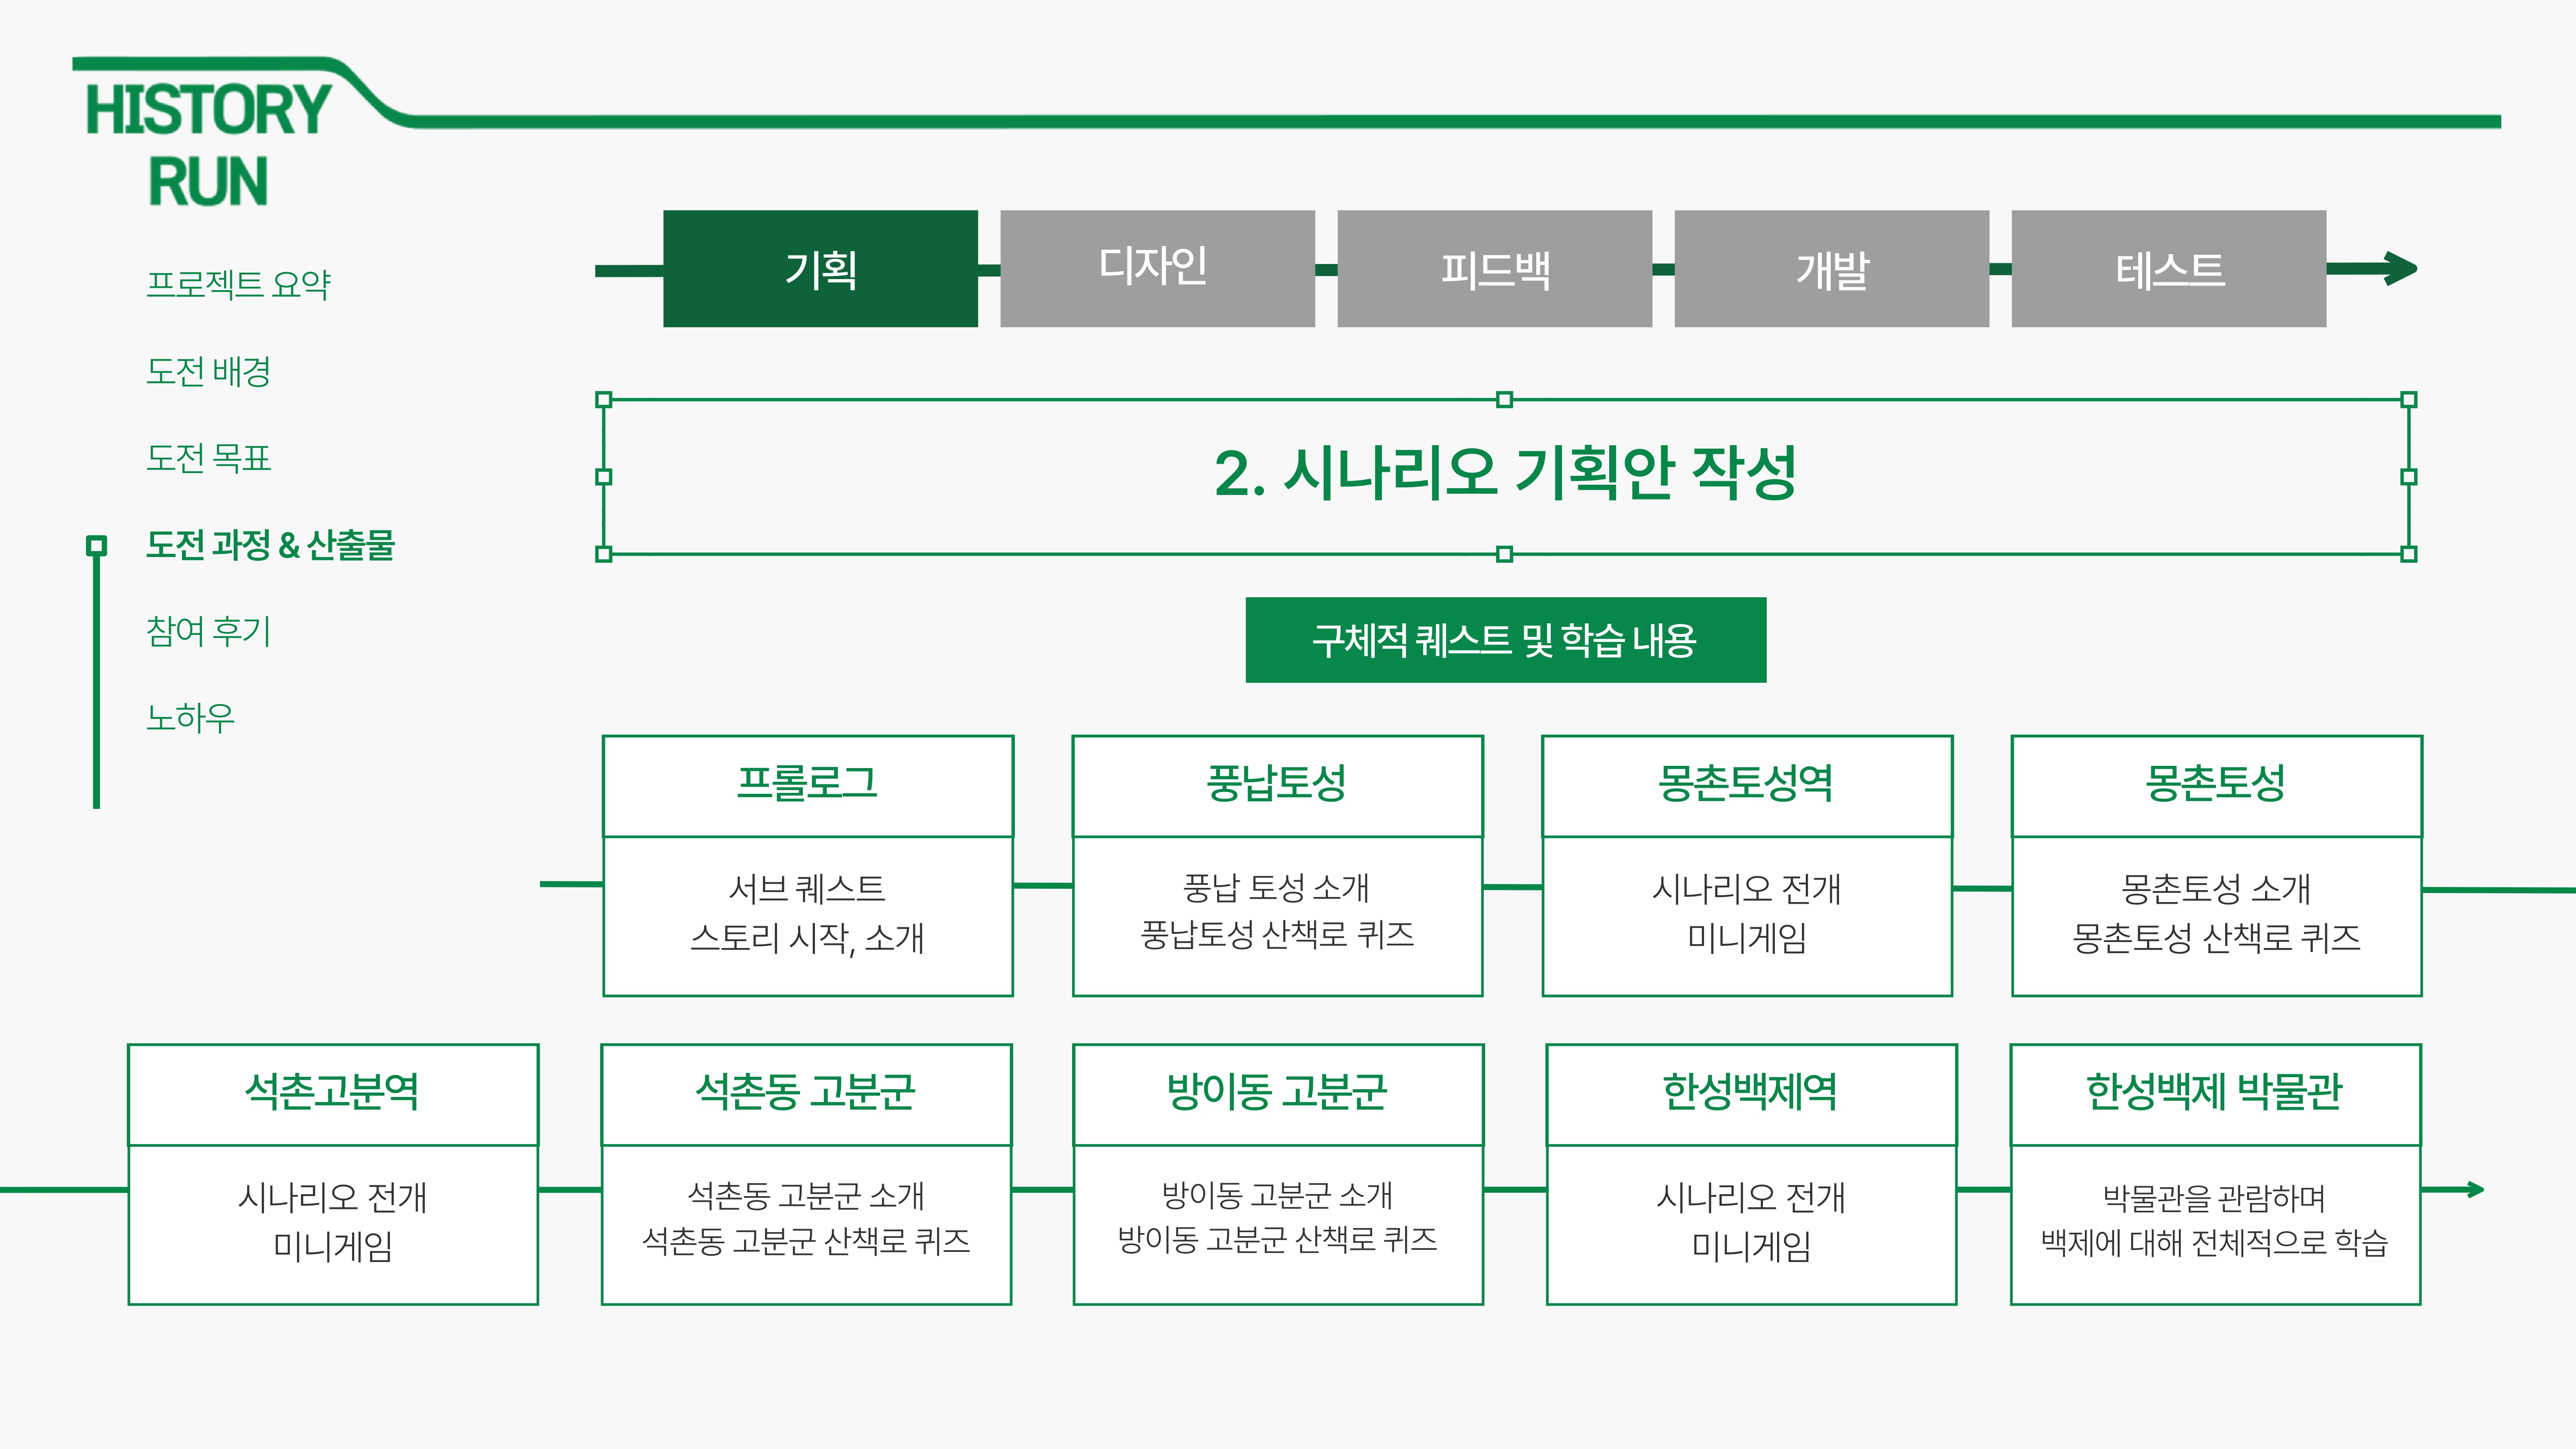 HISTORY
RUN
프로젝트 요약
도전 배경
도전 목표
도전 과정 & 산출물
참여 후기
노하우
기획
디자인
피드백
개발
테스트
2. 시나리오 기획안 작성
구체적 퀘스트 및 학습 내용
프롤로그
서브 퀘스트
스토리 시작, 소개
풍납토성
풍납 토성 소개
풍납토성 산책로 퀴즈
몽촌토성역
시나리오 전개
미니게임
몽촌토성
몽촌토성 소개
몽촌토성 산책로 퀴즈
석촌고분역
시나리오 전개
미니게임
석촌동 고분군
석촌동 고분군 소개
석촌동 고분군 산책로 퀴즈
방이동 고분군
방이동 고분군 소개
방이동 고분군 산책로 퀴즈
한성백제역
시나리오 전개
미니게임
한성백제 박물관
박물관을 관람하며
백제에 대해 전체적으로 학습